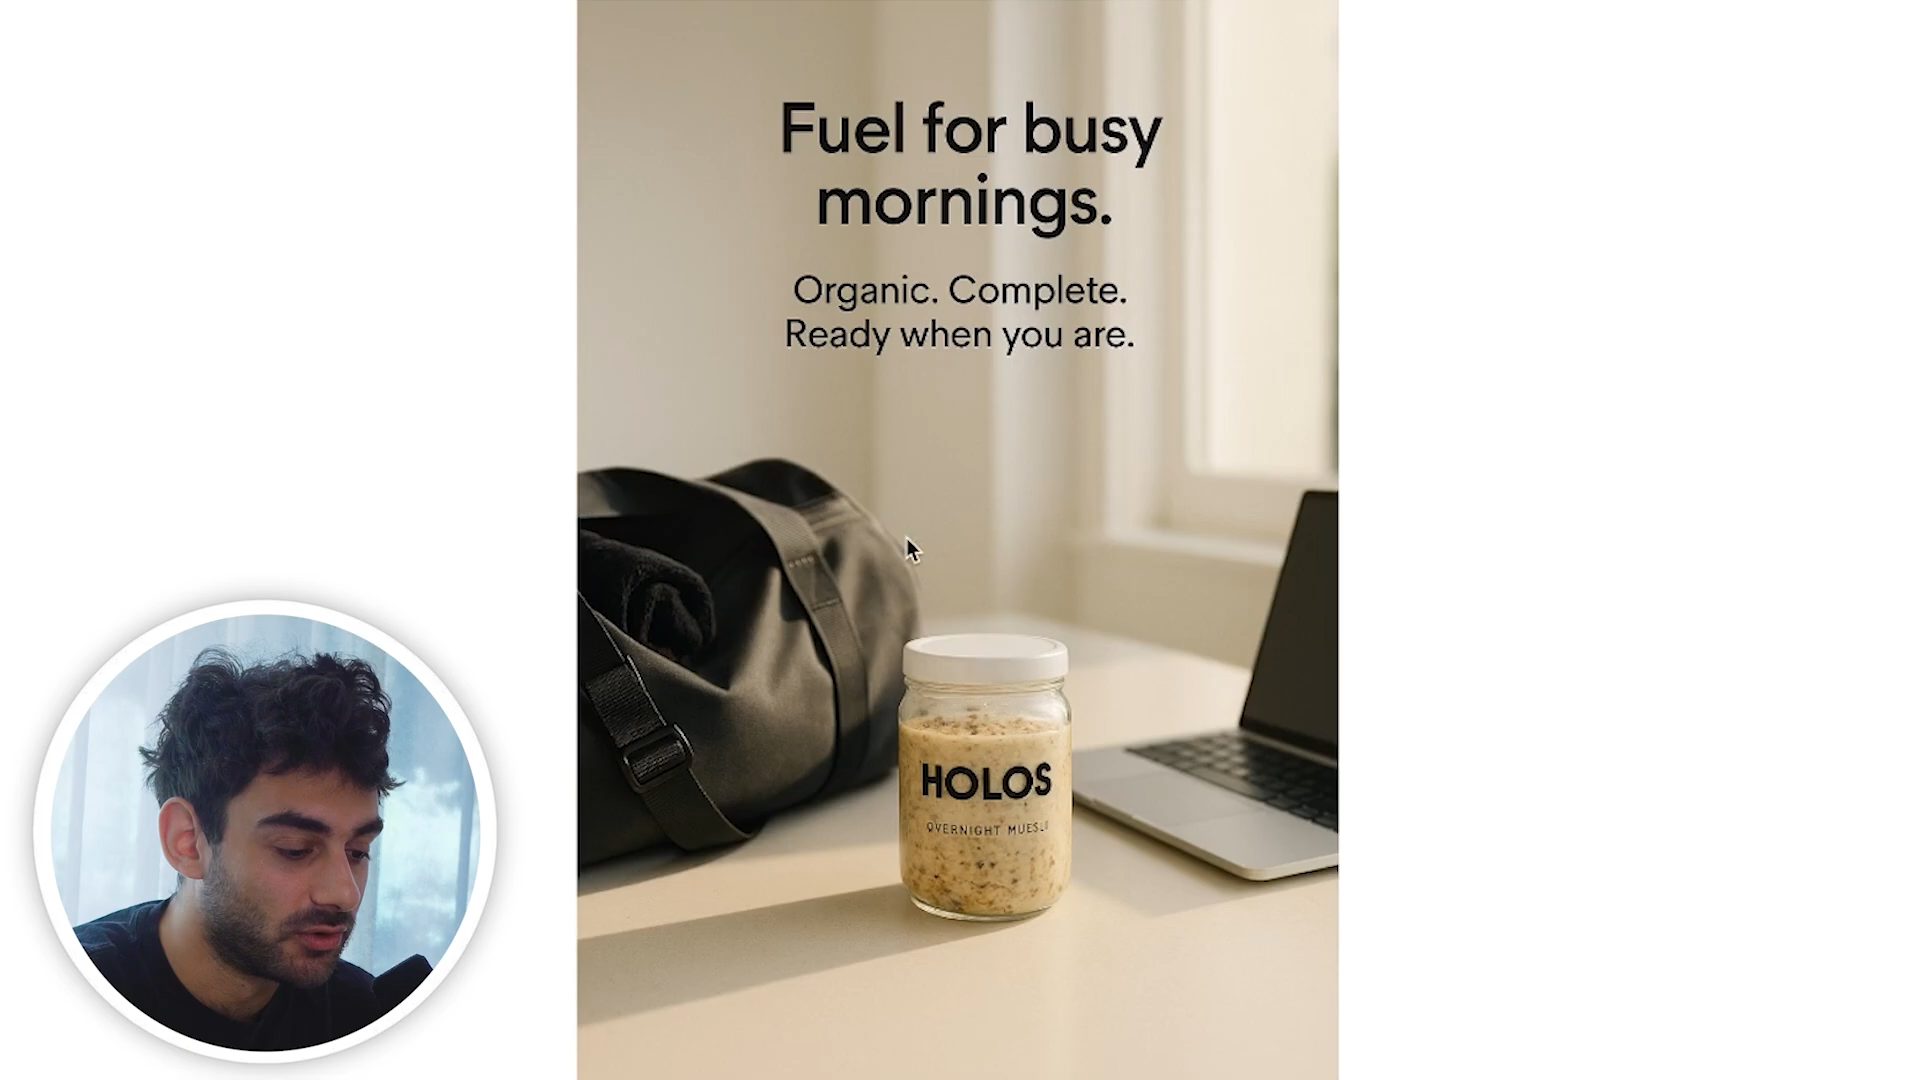 Fuel for busy
mornings.
Organic. Complete.
Ready when you are.
HOLOS
OVERNIGHT MUESLI